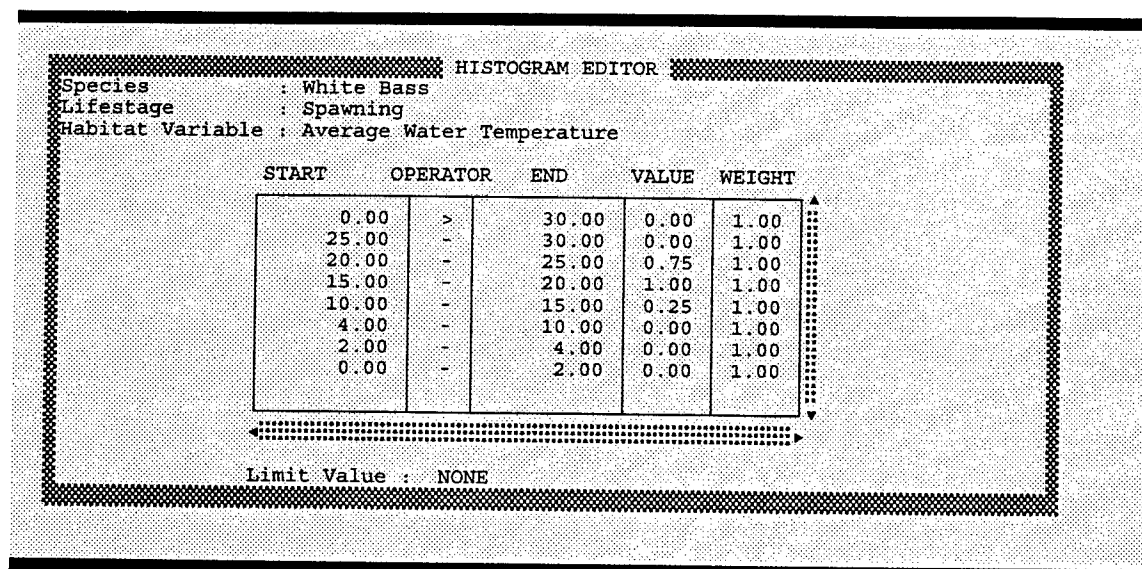 HISTOGRAM EDITOR
Species : White Bass
Lifestage : Spawning
Habitat Variable : Average Water Temperature
START OPERATOR END VALUE WEIGHT
0.00 > 30.00 0.00 1.00
25.00 - 30.00 0.00 1.00
20.00 - 25.00 0.75 1.00
15.00 - 20.00 1.00 1.00
10.00 - 15.00 0.25 1.00
4.00 - 10.00 0.00 1.00
2.00 - 4.00 0.00 1.00
0.00 - 2.00 0.00 1.00
Limit Value : NONE